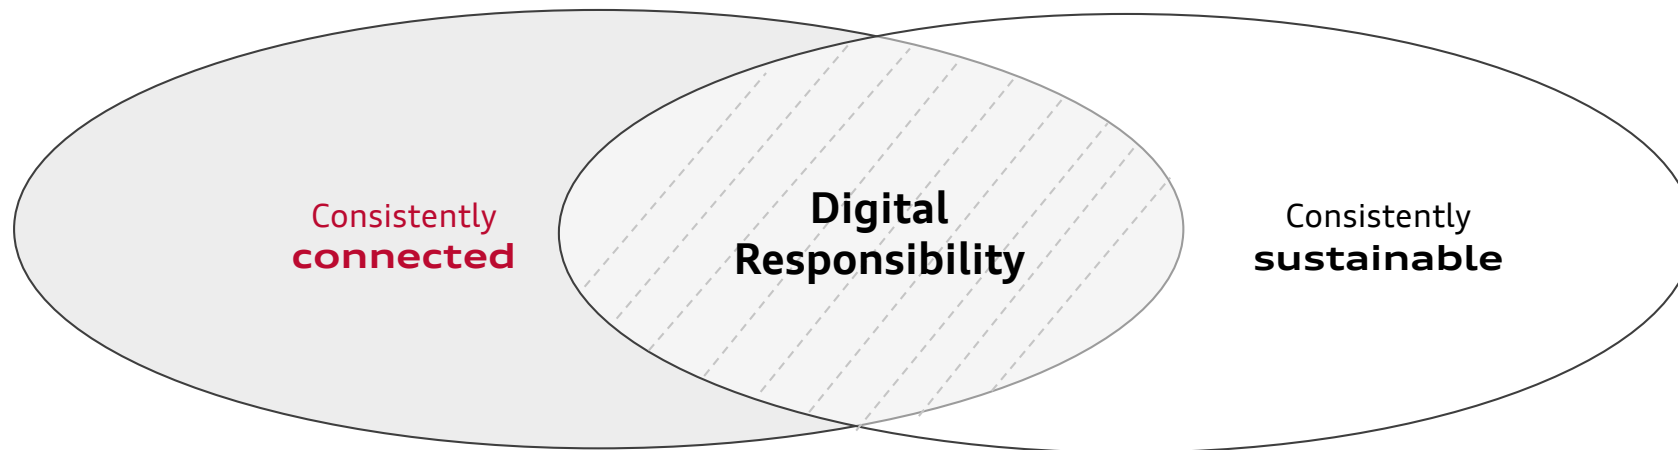 Consistently
connected
Digital
Responsibility
Consistently
sustainable